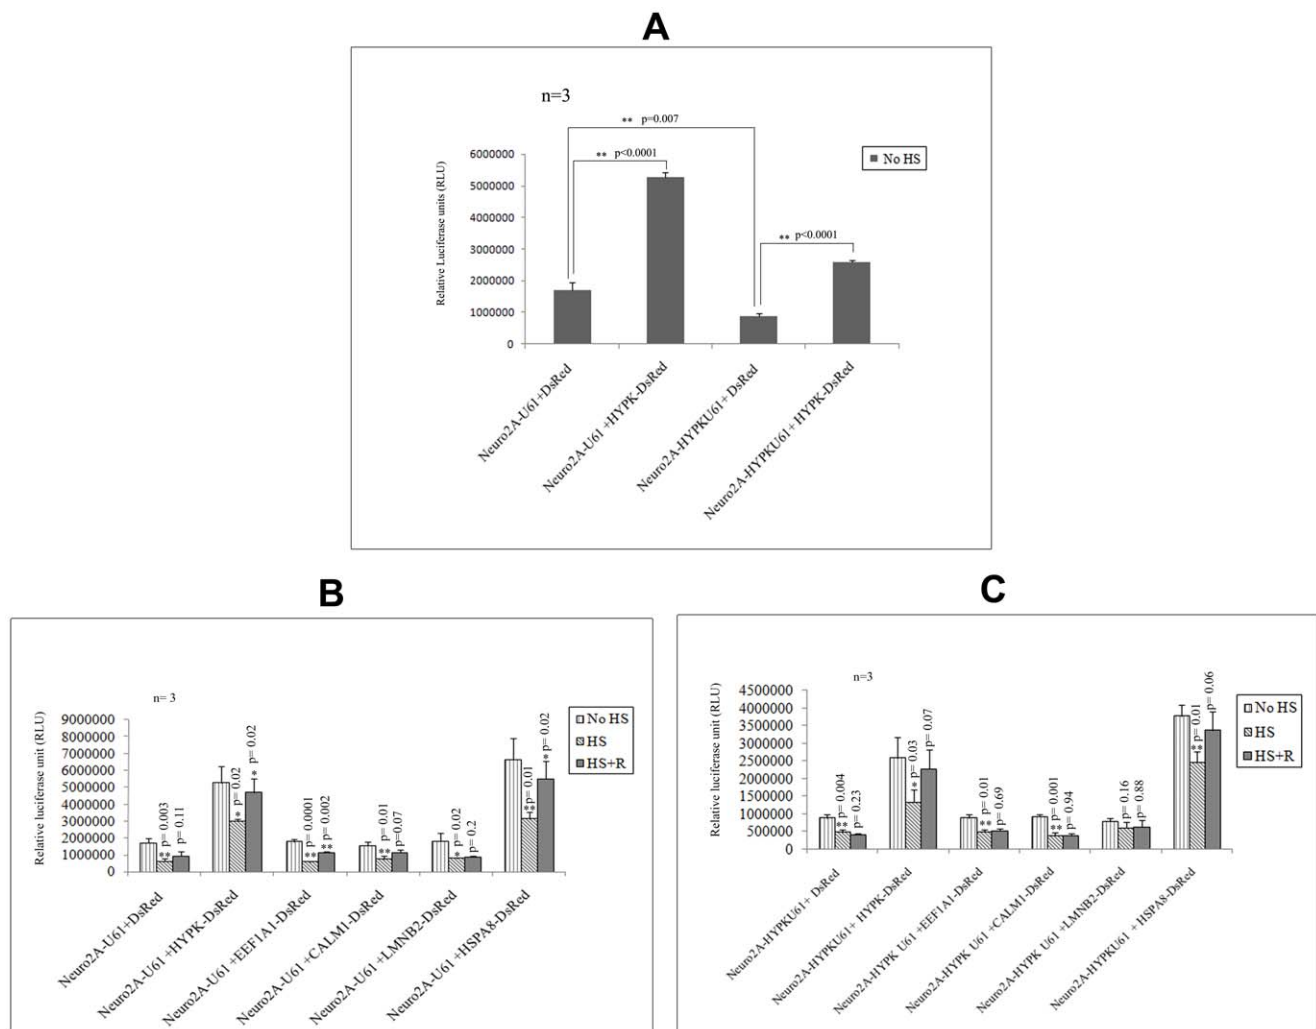 A
n=3
** p=0.007
** p<0.0001
** p<0.0001
No HS
Relative Luciferase units (RLU)
6000000
5000000
4000000
3000000
2000000
1000000
0
Neuro2A-U61+DsRed
Neuro2A-U61 +HYPK-DsRed
Neuro2A-HYPKU61+ DsRed
Neuro2A-HYPKU61+ HYPK-DsRed
B
n= 3
Relative luciferase unit (RLU)
9000000
8000000
7000000
6000000
5000000
4000000
3000000
2000000
1000000
0
** p= 0.003
p= 0.11
* p= 0.02
* p= 0.02
** p= 0.0001
** p= 0.002
** p= 0.01
p=0.07
* p= 0.02
p= 0.2
** p= 0.01
* p= 0.02
No HS
HS
HS+R
Neuro2A-U61+DsRed
Neuro2A-U61 +HYPK-DsRed
Neuro2A-U61 +EEF1A1-DsRed
Neuro2A-U61 +CALM1-DsRed
Neuro2A-U61 +LMNB2-DsRed
Neuro2A-U61 +HSPA8-DsRed
C
n=3
Relative luciferase unit (RLU)
4500000
4000000
3500000
3000000
2500000
2000000
1500000
1000000
500000
0
** p= 0.004
p= 0.23
* p= 0.03
p= 0.07
** p= 0.01
p= 0.69
** p= 0.001
p= 0.94
p= 0.16
p= 0.88
** p= 0.01
p= 0.06
No HS
HS
HS+R
Neuro2A-HYPKU61+ DsRed
Neuro2A-HYPKU61+ HYPK-DsRed
Neuro2A-HYPK U61 +EEF1A1-DsRed
Neuro2A-HYPK U61 +CALM1-DsRed
Neuro2A-HYPK U61 +LMNB2-DsRed
Neuro2A-HYPKU61 + HSPA8-DsRed